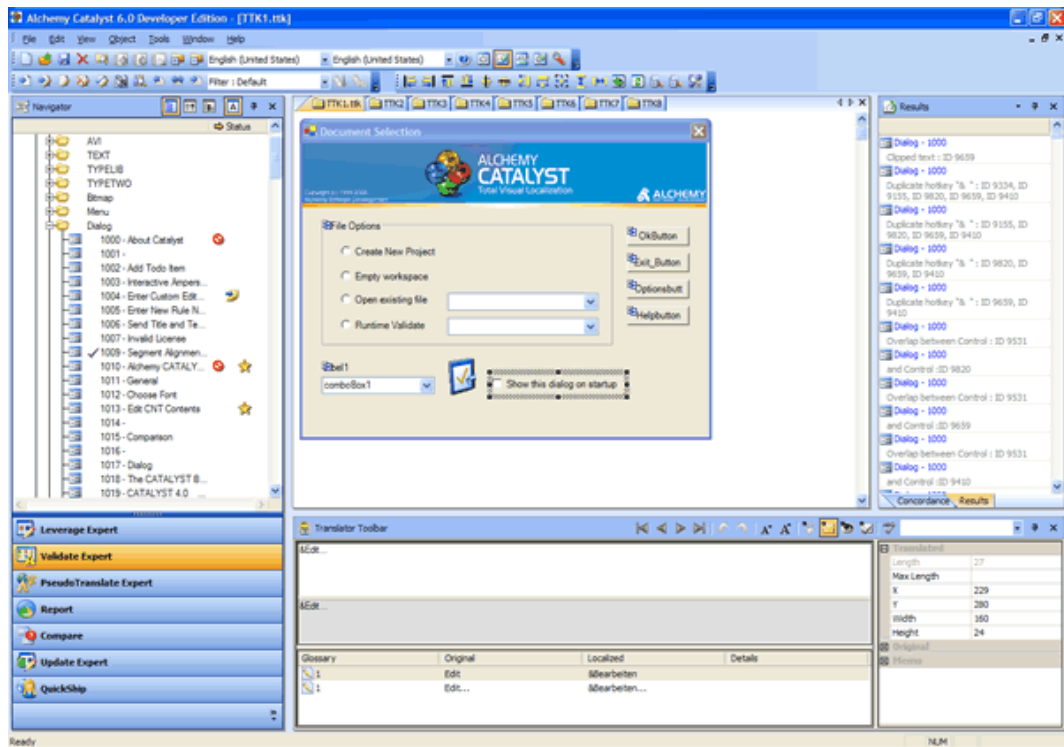 Alchemy Catalyst 6.0 Developer Edition - [TTK1.ttk]
File Edit View Object Tools Window Help
English (United States) English (United States)
Filter : Default
Navigator
Status
AVI
TEXT
TYPELIB
TYPETWO
Bitmap
Menu
Dialog
1000 - About Catalyst
1001 -
1002 - Add Todo Item
1003 - Interactive Ampers...
1004 - Enter Custom Edit...
1005 - Enter New Rule N...
1006 - Send Title and Te...
1007 - Invalid License
1009 - Segment Alignmen...
1010 - Alchemy CATALY...
1011 - General
1012 - Choose Font
1013 - Edit CNT Contents
1014 -
1015 - Comparison
1016 -
1017 - Dialog
1018 - The CATALYST B...
1019 - CATALYST 4.0 ...
Leverage Expert
Validate Expert
PseudoTranslate Expert
Report
Compare
Update Expert
QuickShip
TTK1.ttk TTK2 TTK3 TTK4 TTK5 TTK6 TTK7 TTK8
Document Selection
ALCHEMY
CATALYST
Total Visual Localization
ALCHEMY
File Options
Create New Project
Empty workspace
Open existing file
Runtime Validate
OkButton
Exit_Button
Optionsbutt
Helpbutton
bel1
comboBox1
Show this dialog on startup
Results
Dialog - 1000
Clipped text : ID 9659
Dialog - 1000
Duplicate hotkey "& " : ID 9334, ID
9155, ID 9820, ID 9659, ID 9410
Dialog - 1000
Duplicate hotkey "& " : ID 9155, ID
9820, ID 9659, ID 9410
Dialog - 1000
Duplicate hotkey "& " : ID 9820, ID
9659, ID 9410
Dialog - 1000
Duplicate hotkey "& " : ID 9659, ID
9410
Dialog - 1000
Overlap between Control : ID 9531
Dialog - 1000
and Control :ID 9820
Dialog - 1000
Overlap between Control : ID 9531
Dialog - 1000
and Control :ID 9659
Dialog - 1000
Overlap between Control : ID 9531
Dialog - 1000
and Control :ID 9410
Concordance Results
Translator Toolbar
&Edit...
&Edit...
Glossary Original Localized Details
1 Edit &Bearbeiten
1 Edit... &Bearbeiten...
Translated
Length 27
Max Length
X 229
Y 280
Width 160
Height 24
Original
Memo
Ready
NUM